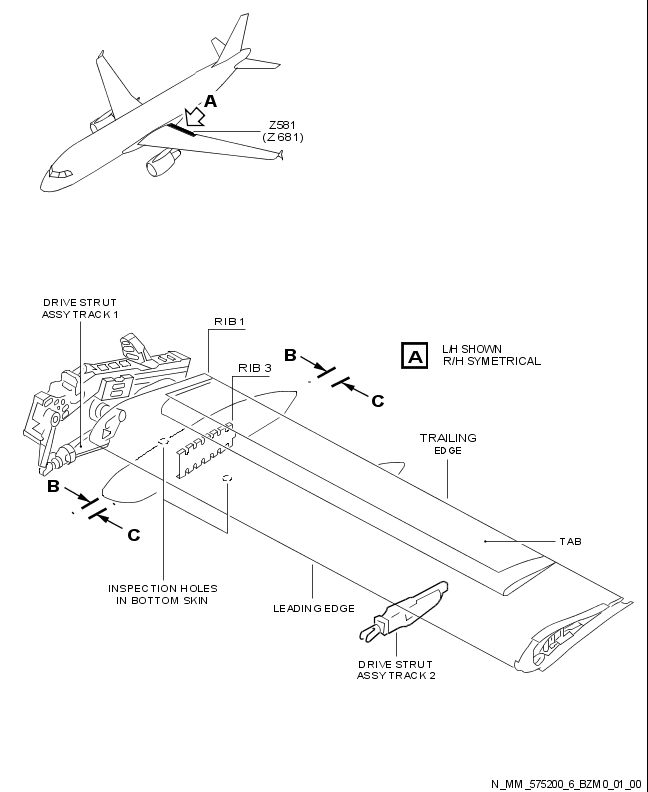 A
Z581
(Z681)
DRIVE STRUT
ASSY TRACK 1
RIB 1
B
A
L/H SHOWN
R/H SYMETRICAL
RIB 3
C
TRAILING
EDGE
B
C
TAB
INSPECTION HOLES
IN BOTTOM SKIN
LEADING EDGE
DRIVE STRUT
ASSY TRACK 2
N_MM_575200_6_BZM0_01_00